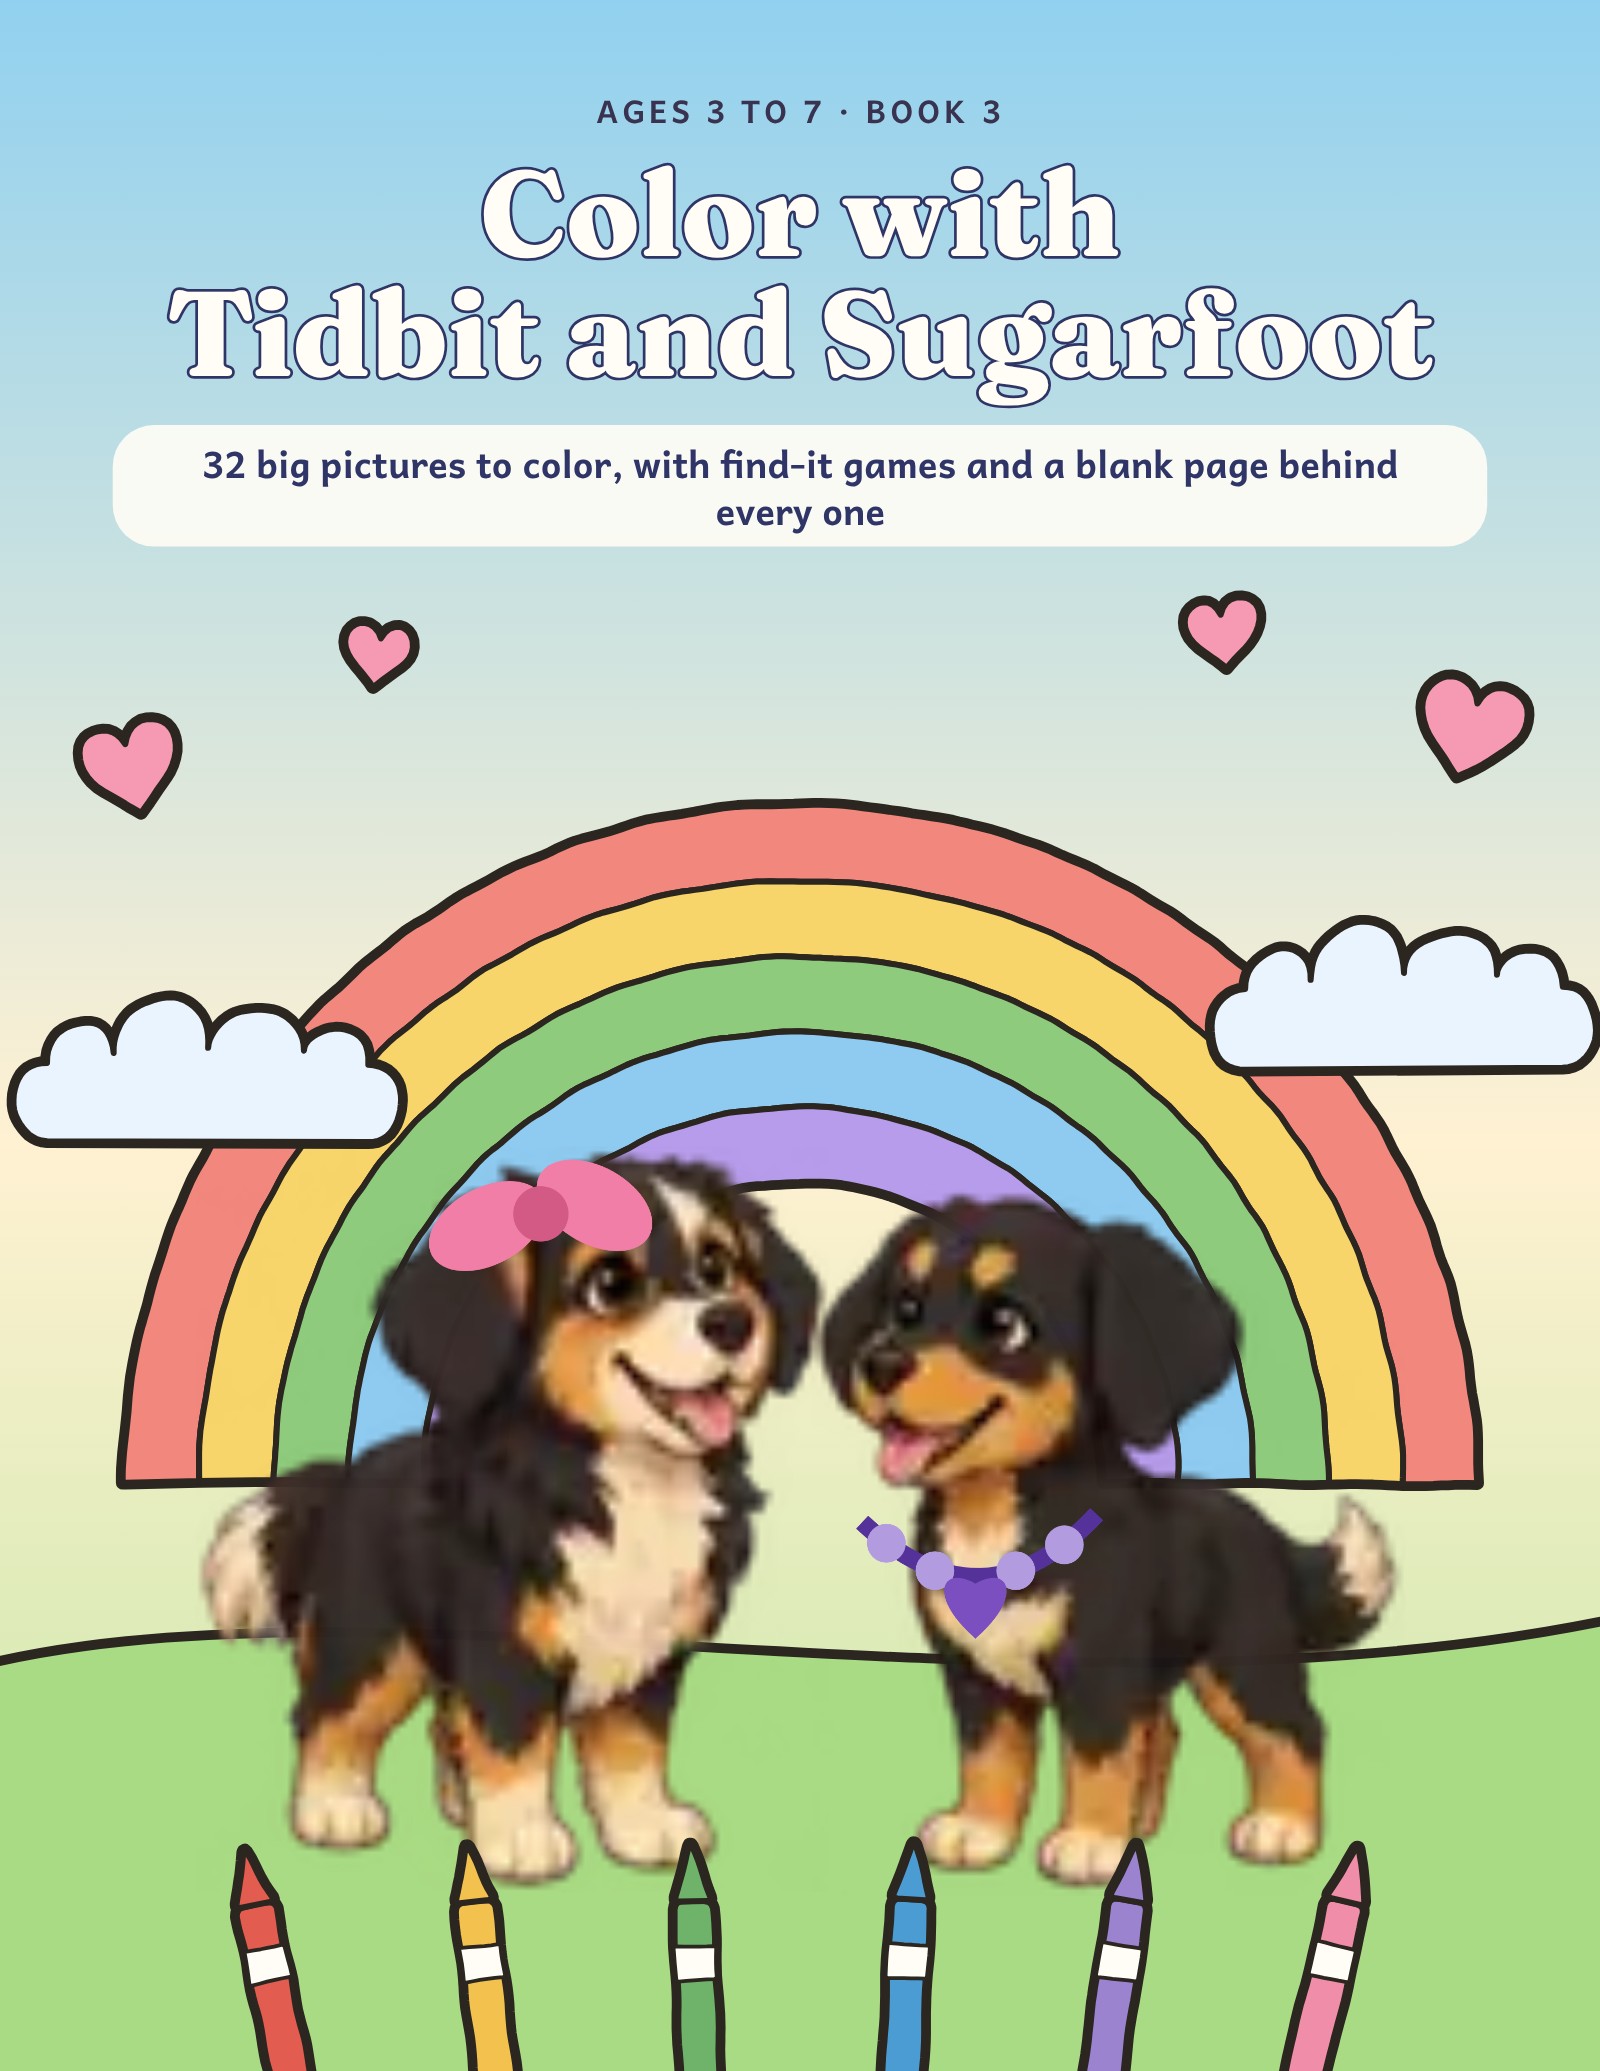 AGES 3 TO 7 · BOOK 3
Color with
Tidbit and Sugarfoot
32 big pictures to color, with find-it games and a blank page behind
every one